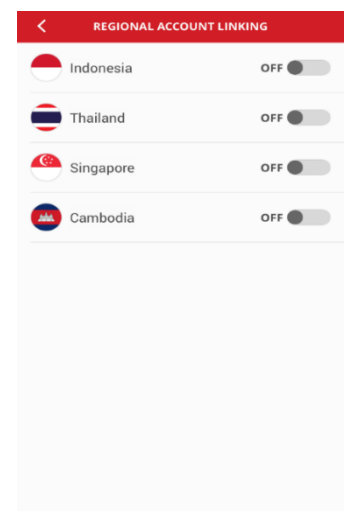 REGIONAL ACCOUNT LINKING
Indonesia OFF
Thailand OFF
Singapore OFF
Cambodia OFF